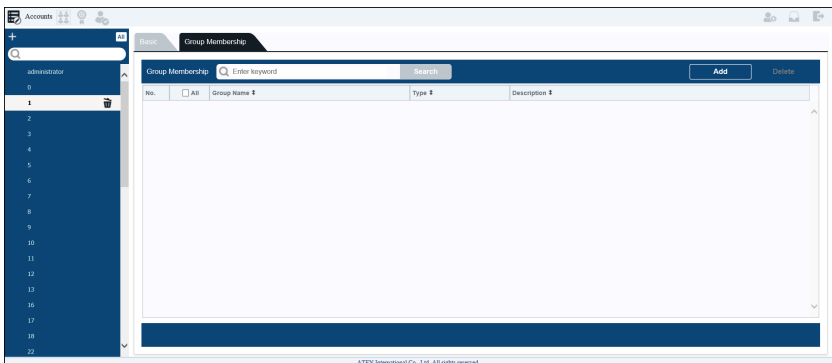 Accounts
All
Basic
Group Membership
administrator
0
1
2
3
4
5
6
7
8
9
10
11
12
13
16
17
18
22
Group Membership Enter keyword Search Add Delete
No. All Group Name Type Description
ATEN International Co., Ltd. All rights reserved.